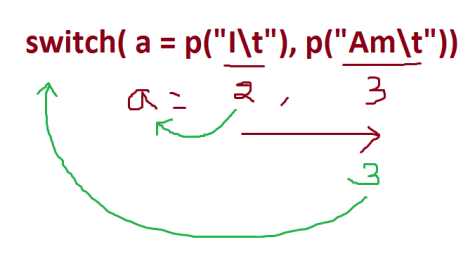 switch( a = p("I\t"), p("Am\t"))
a = 2 , 3
3